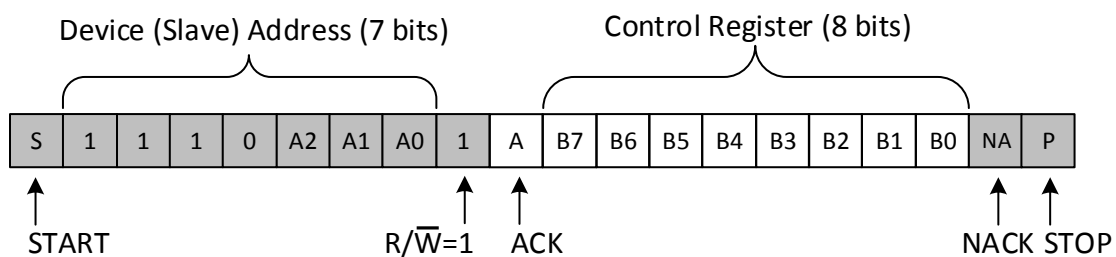 Device (Slave) Address (7 bits) Control Register (8 bits)
S 1 1 1 0 A2 A1 A0 1 A B7 B6 B5 B4 B3 B2 B1 B0 NA P
START R/W̅=1 ACK NACK STOP